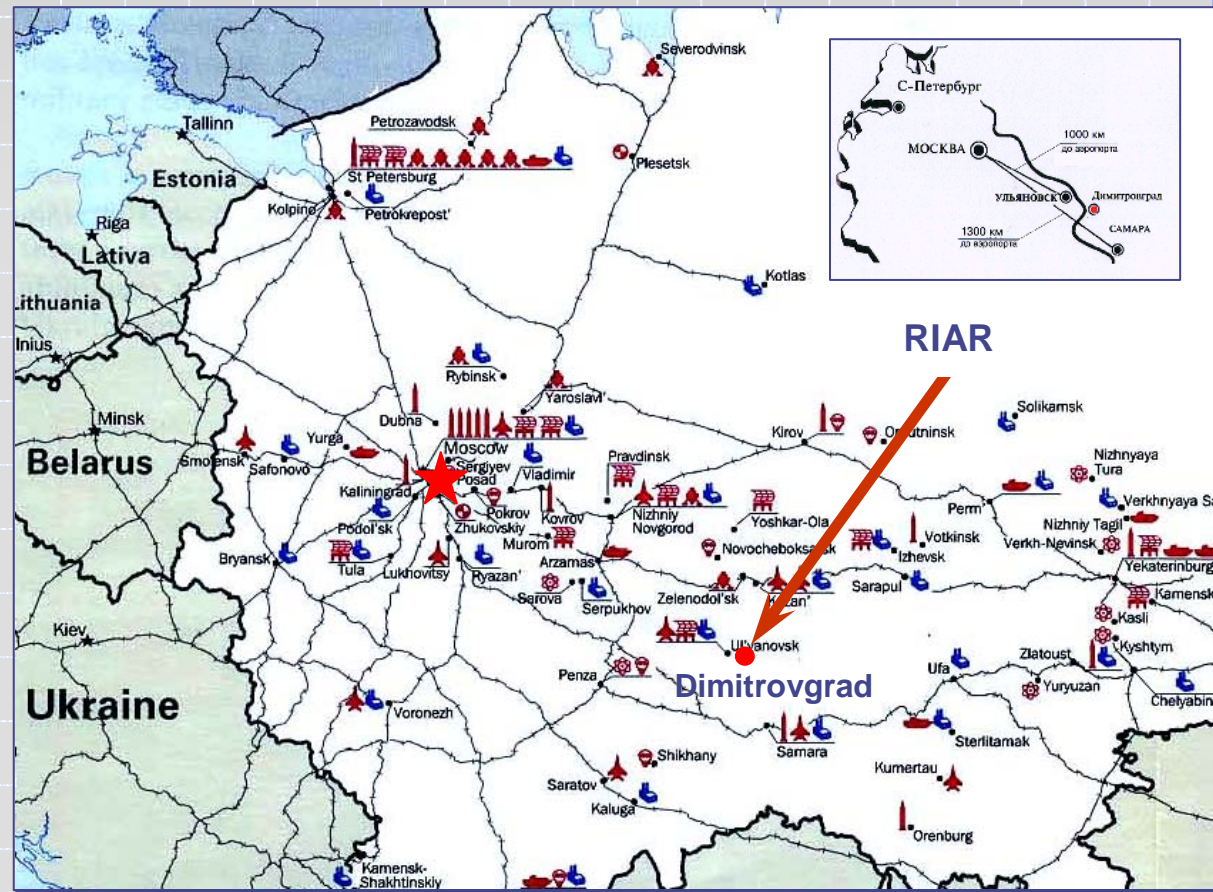 Severodvinsk
Tallinn
Petrozavodsk
Plesetsk
Estonia
St Petersburg
Kolpino
Petrokrepost'
Riga
Lativa
Kotlas
Lithuania
lnius
С-Петербург
1000 км
до аэропорта
МОСКВА
УЛЬЯНОВСК
Димитровград
1300 км
до аэропорта
САМАРА
RIAR
Rybinsk
Yaroslavl'
Dubna
Minsk
Belarus
Smolensk
Safonovo
Yurga
Moscow
Sergiyev
Posad
Vladimir
Kaliningrad
Pokrov
Zhukovskiy
Kovrov
Podol'sk
Murom
Bryansk
Tula
Lukhovitsy
Ryazan'
Arzamas
Sarova
Serpukhov
Pravdinsk
Nizhniy
Novgorod
Yoshkar-Ola
Novocheboksarsk
Zelenodol'sk
Kazan'
Kirov
Omutninsk
Solikamsk
Nizhnyaya
Tura
Perm'
Verkhnyaya Sa
Nizhniy Tagil
Votkinsk
Izhevsk
Verkh-Nevinsk
Yekaterinburg
Sarapul
Kamensk
Kasli
Kyshtym
Kiev
Ukraine
Ul'yanovsk
Dimitrovgrad
Penza
Ufa
Zlatoust
Yuryuzan
Chelyabin
Voronezh
Samara
Sterlitamak
Shikhany
Saratov
Kaluga
Kumertau
Orenburg
Kamensk-
Shakhtinskiy